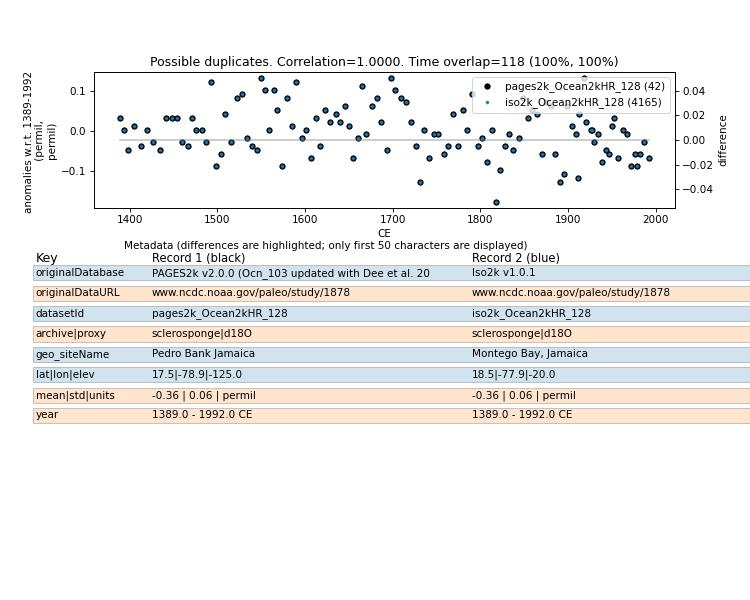 Possible duplicates. Correlation=1.0000. Time overlap=118 (100%, 100%)
anomalies w.r.t. 1389-1992
(permil,
permil)
0.1
0.0
−0.1
pages2k_Ocean2kHR_128 (42)
iso2k_Ocean2kHR_128 (4165)
0.04
0.02
0.00
−0.02
−0.04
difference
1400 1500 1600 1700 1800 1900 2000
CE
Metadata (differences are highlighted; only first 50 characters are displayed)
Key Record 1 (black) Record 2 (blue)
originalDatabase PAGES2k v2.0.0 (Ocn_103 updated with Dee et al. 20 Iso2k v1.0.1
originalDataURL www.ncdc.noaa.gov/paleo/study/1878 www.ncdc.noaa.gov/paleo/study/1878
datasetId pages2k_Ocean2kHR_128 iso2k_Ocean2kHR_128
archive|proxy sclerosponge|d18O sclerosponge|d18O
geo_siteName Pedro Bank Jamaica Montego Bay, Jamaica
lat|lon|elev 17.5|-78.9|-125.0 18.5|-77.9|-20.0
mean|std|units -0.36 | 0.06 | permil -0.36 | 0.06 | permil
year 1389.0 - 1992.0 CE 1389.0 - 1992.0 CE